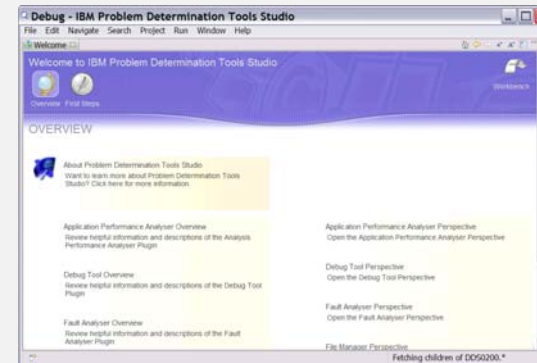 Debug - IBM Problem Determination Tools Studio
File Edit Navigate Search Project Run Window Help
Welcome
Welcome to IBM Problem Determination Tools Studio
Overview First Steps
Workbench
OVERVIEW
About Problem Determination Tools Studio
Want to learn more about Problem Determination Tools
Studio? Click here for more information.
Application Performance Analyser Overview
Review helpful information and descriptions of the Analysis
Performance Analyser Plugin
Debug Tool Overview
Review helpful information and descriptions of the Debug Tool
Plugin
Fault Analyser Overview
Review helpful information and descriptions of the Fault
Analyser Plugin
Application Performance Analyser Perspective
Open the Application Performance Analyser Perspective
Debug Tool Perspective
Open the Debug Tool Perspective
Fault Analyser Perspective
Open the Fault Analyser Perspective
File Manager Perspective
Fetching children of DDS0200.*